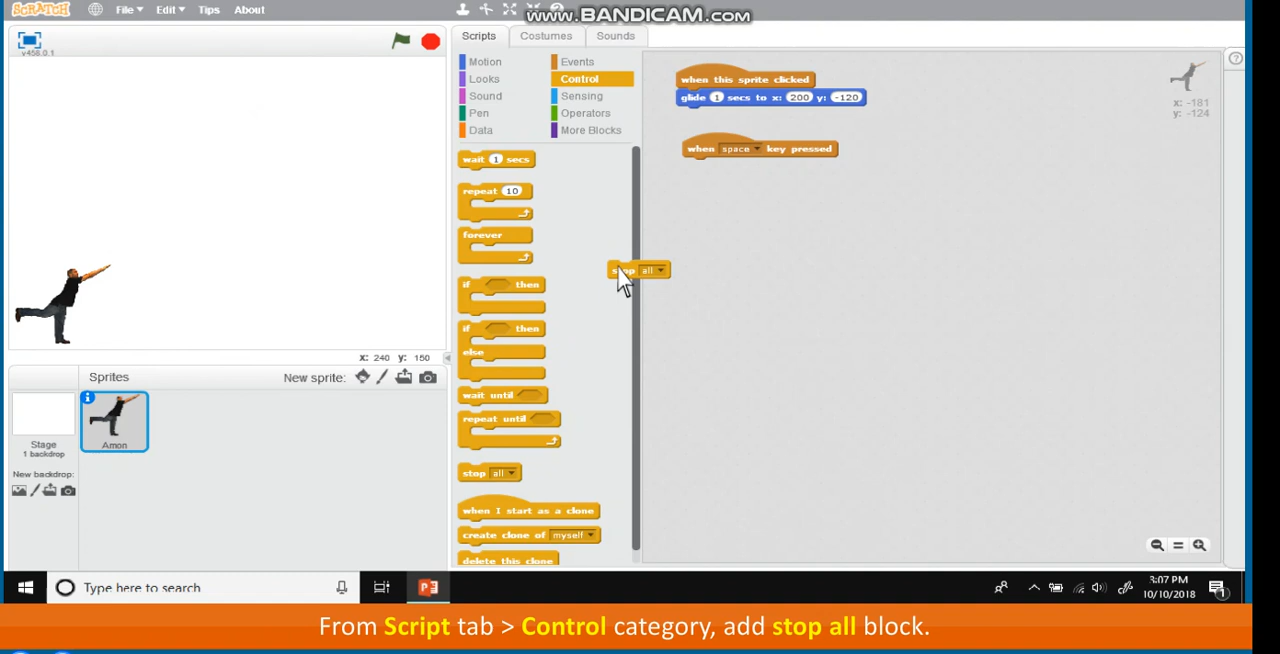 www.BANDICAM.com
SCRATCH File Edit Tips About
v458.0.1
Scripts Costumes Sounds
Motion Events
Looks Control
Sound Sensing
Pen Operators
Data More Blocks
wait 1 secs
repeat 10
forever
if then
if then
else
wait until
repeat until
stop all
when I start as a clone
create clone of myself
delete this clone
stop all
when this sprite clicked
glide 1 secs to x: 200 y: -120
when space key pressed
x: -181
y: -124
x: 240 y: 150
Sprites New sprite:
Stage
1 backdrop
New backdrop:
Amon
Type here to search
3:07 PM
10/10/2018
From Script tab > Control category, add stop all block.